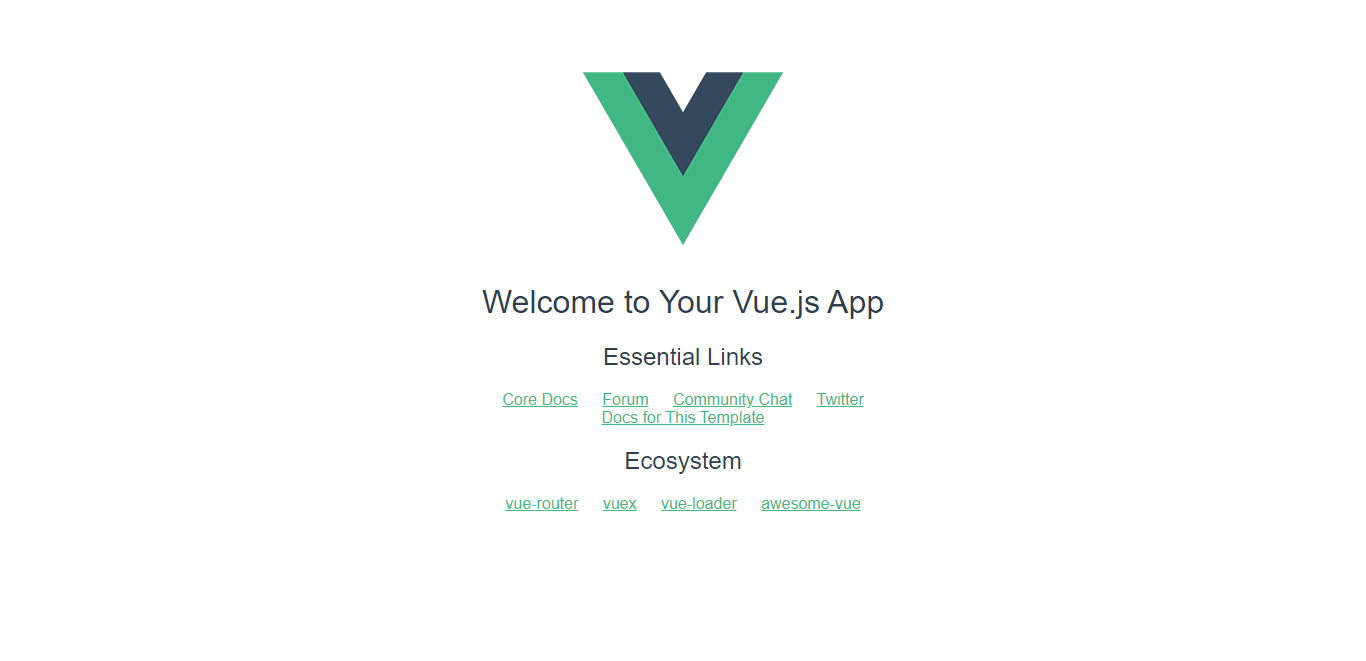 Welcome to Your Vue.js App
Essential Links
Core Docs Forum Community Chat Twitter
Docs for This Template
Ecosystem
vue-router vuex vue-loader awesome-vue